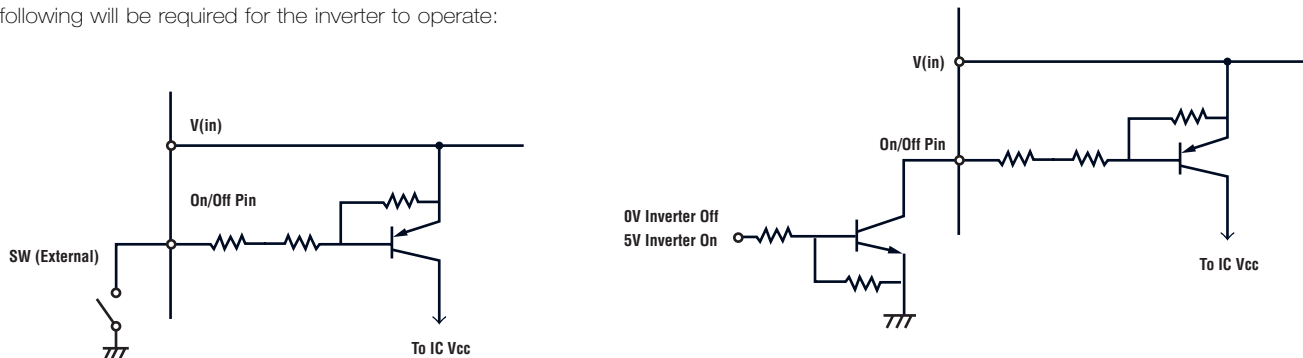 following will be required for the inverter to operate:
V(in)
On/Off Pin
SW (External)
To IC Vcc
V(in)
On/Off Pin
0V Inverter Off
5V Inverter On
To IC Vcc